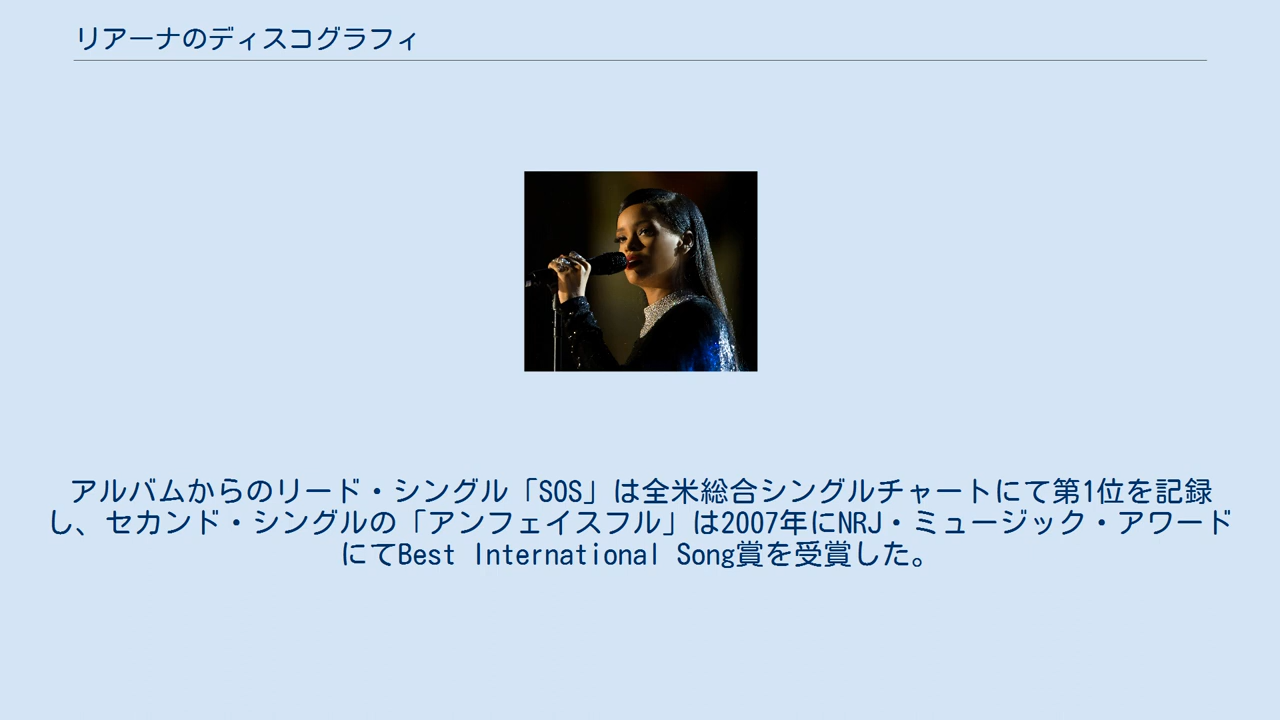 リアーナのディスコグラフィ
アルバムからのリード・シングル「SOS」は全米総合シングルチャートにて第1位を記録
し、セカンド・シングルの「アンフェイスフル」は2007年にNRJ・ミュージック・アワード
にてBest International Song賞を受賞した。